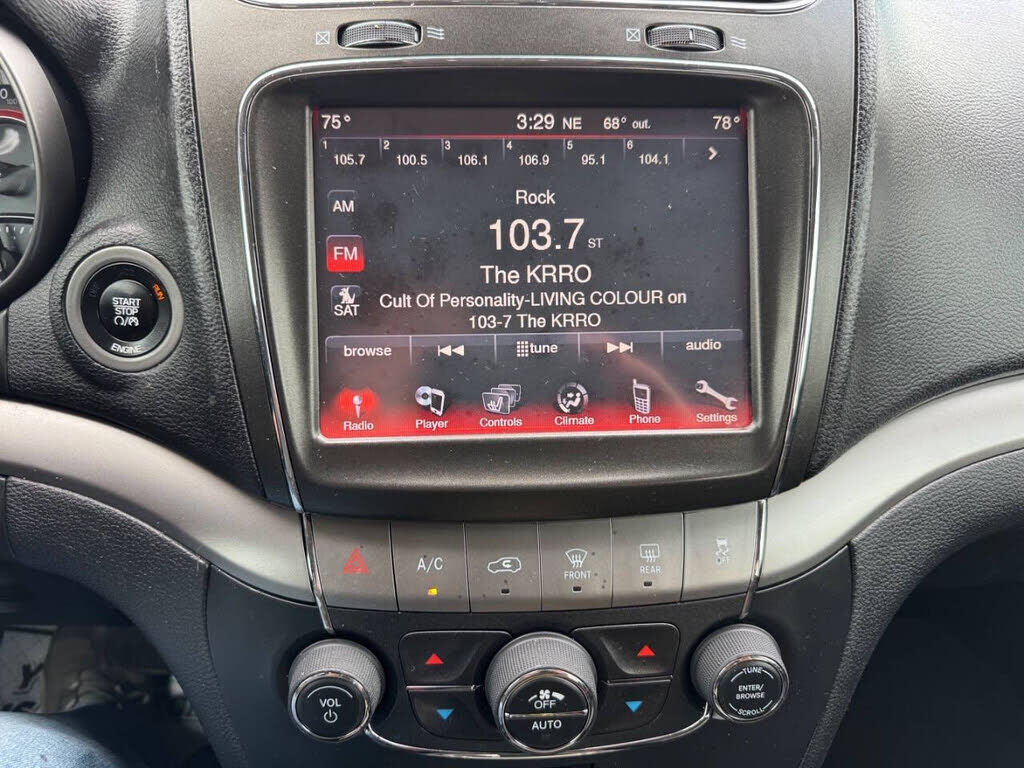 75°
3:29 NE 68° out.
78°
1 105.7
2 100.5
3 106.1
4 106.9
5 95.1
6 104.1
Rock
AM
103.7 ST
FM
The KRRO
SAT
Cult Of Personality-LIVING COLOUR on
103-7 The KRRO
browse
tune
audio
Radio
Player
Controls
Climate
Phone
Settings
RUN
START
STOP
ENGINE
A/C
FRONT
REAR
OFF
VOL
OFF
AUTO
TUNE
ENTER/
BROWSE
SCROLL